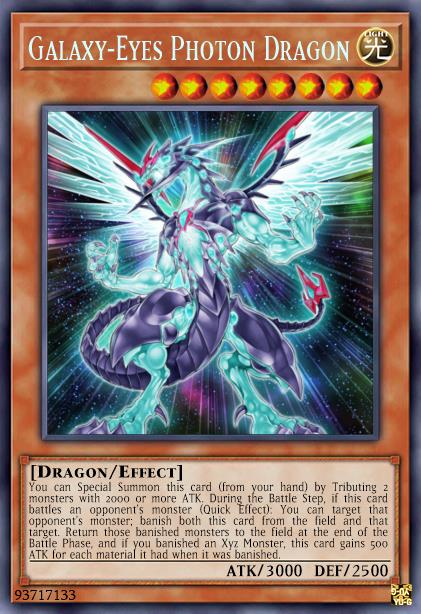 GALAXY-EYES PHOTON DRAGON
LIGHT
光
[DRAGON/EFFECT]
You can Special Summon this card (from your hand) by Tributing 2
monsters with 2000 or more ATK. During the Battle Step, if this card
battles an opponent's monster (Quick Effect): You can target that
opponent's monster; banish both this card from the field and that
target. Return those banished monsters to the field at the end of the
Battle Phase, and if you banished an Xyz Monster, this card gains 500
ATK for each material it had when it was banished.
ATK/3000 DEF/2500
93717133